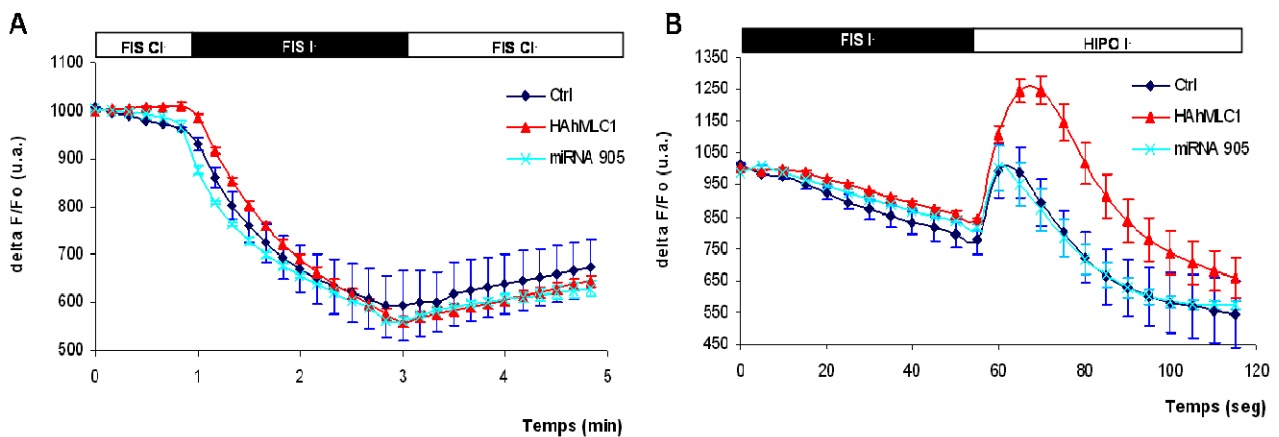 A
FIS Cl-
FIS I-
FIS Cl-
delta F/F o (u.a.)
1100
1000
900
800
700
600
500
0
1
2
3
4
5
Temps (min)
Ctrl
HAhMLC1
miRNA 905
B
FIS I-
HIPO I-
delta F/F o (u.a.)
1350
1250
1150
1050
950
850
750
650
550
450
0
20
40
60
80
100
120
Temps (seg)
Ctrl
HAhMLC1
miRNA 905